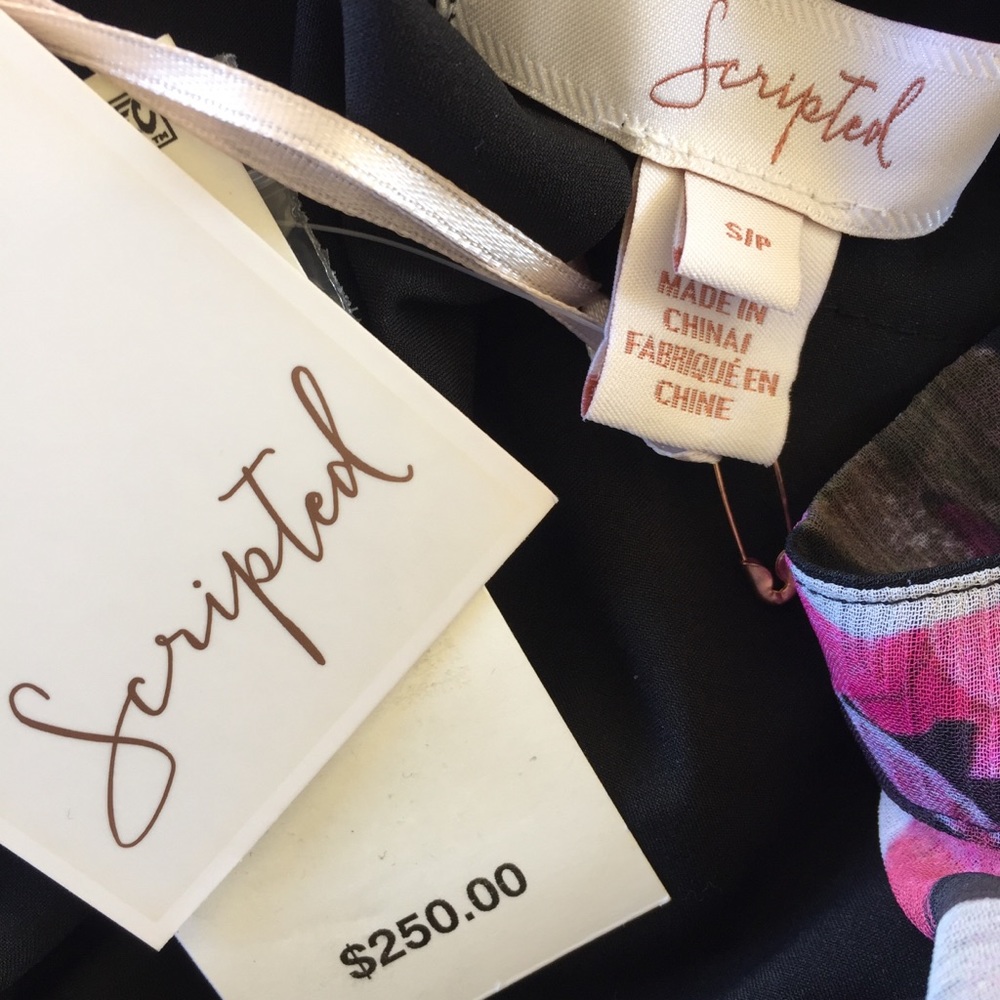 Scripted
S/P
MADE IN
CHINA/
FABRIQUÉ EN
CHINE
Scripted
$250.00